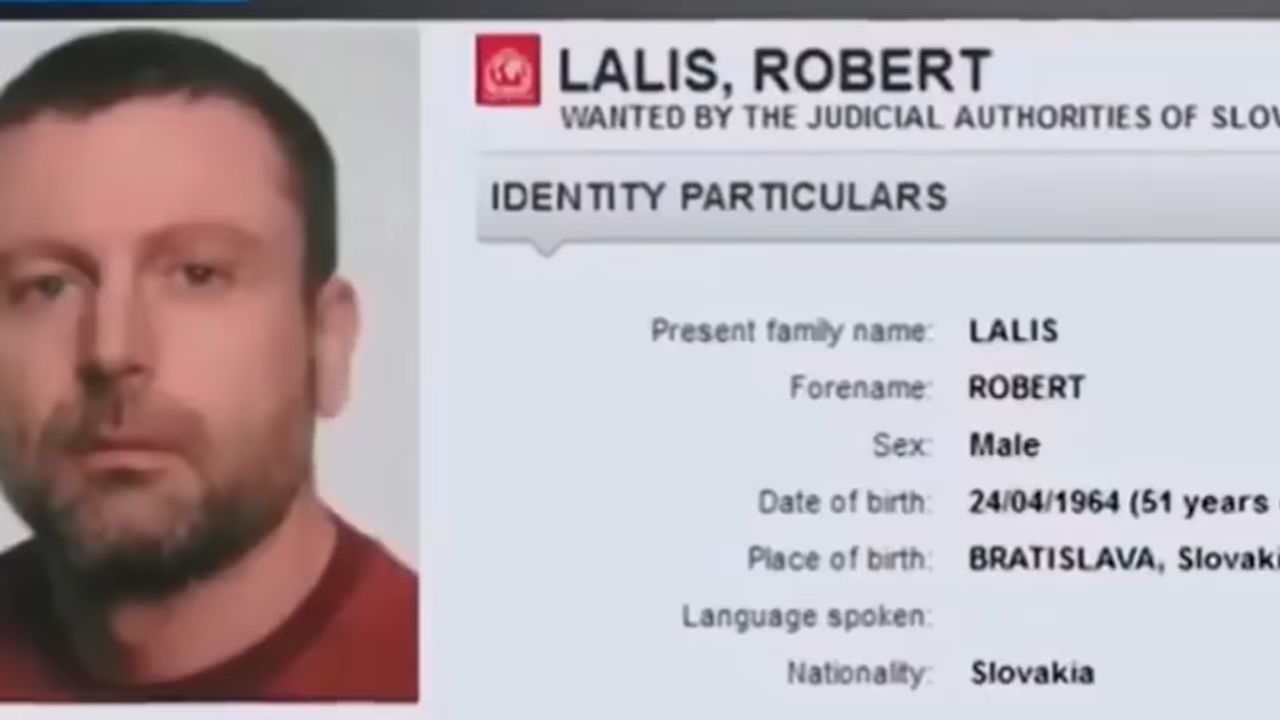 LALIS, ROBERT
WANTED BY THE JUDICIAL AUTHORITIES OF
IDENTITY PARTICULARS
Present family name: LALIS
Forename: ROBERT
Sex: Male
Date of birth: 24/04/1964 (51 years
Place of birth: BRATISLAVA,
Language spoken:
Nationality: Slovakia